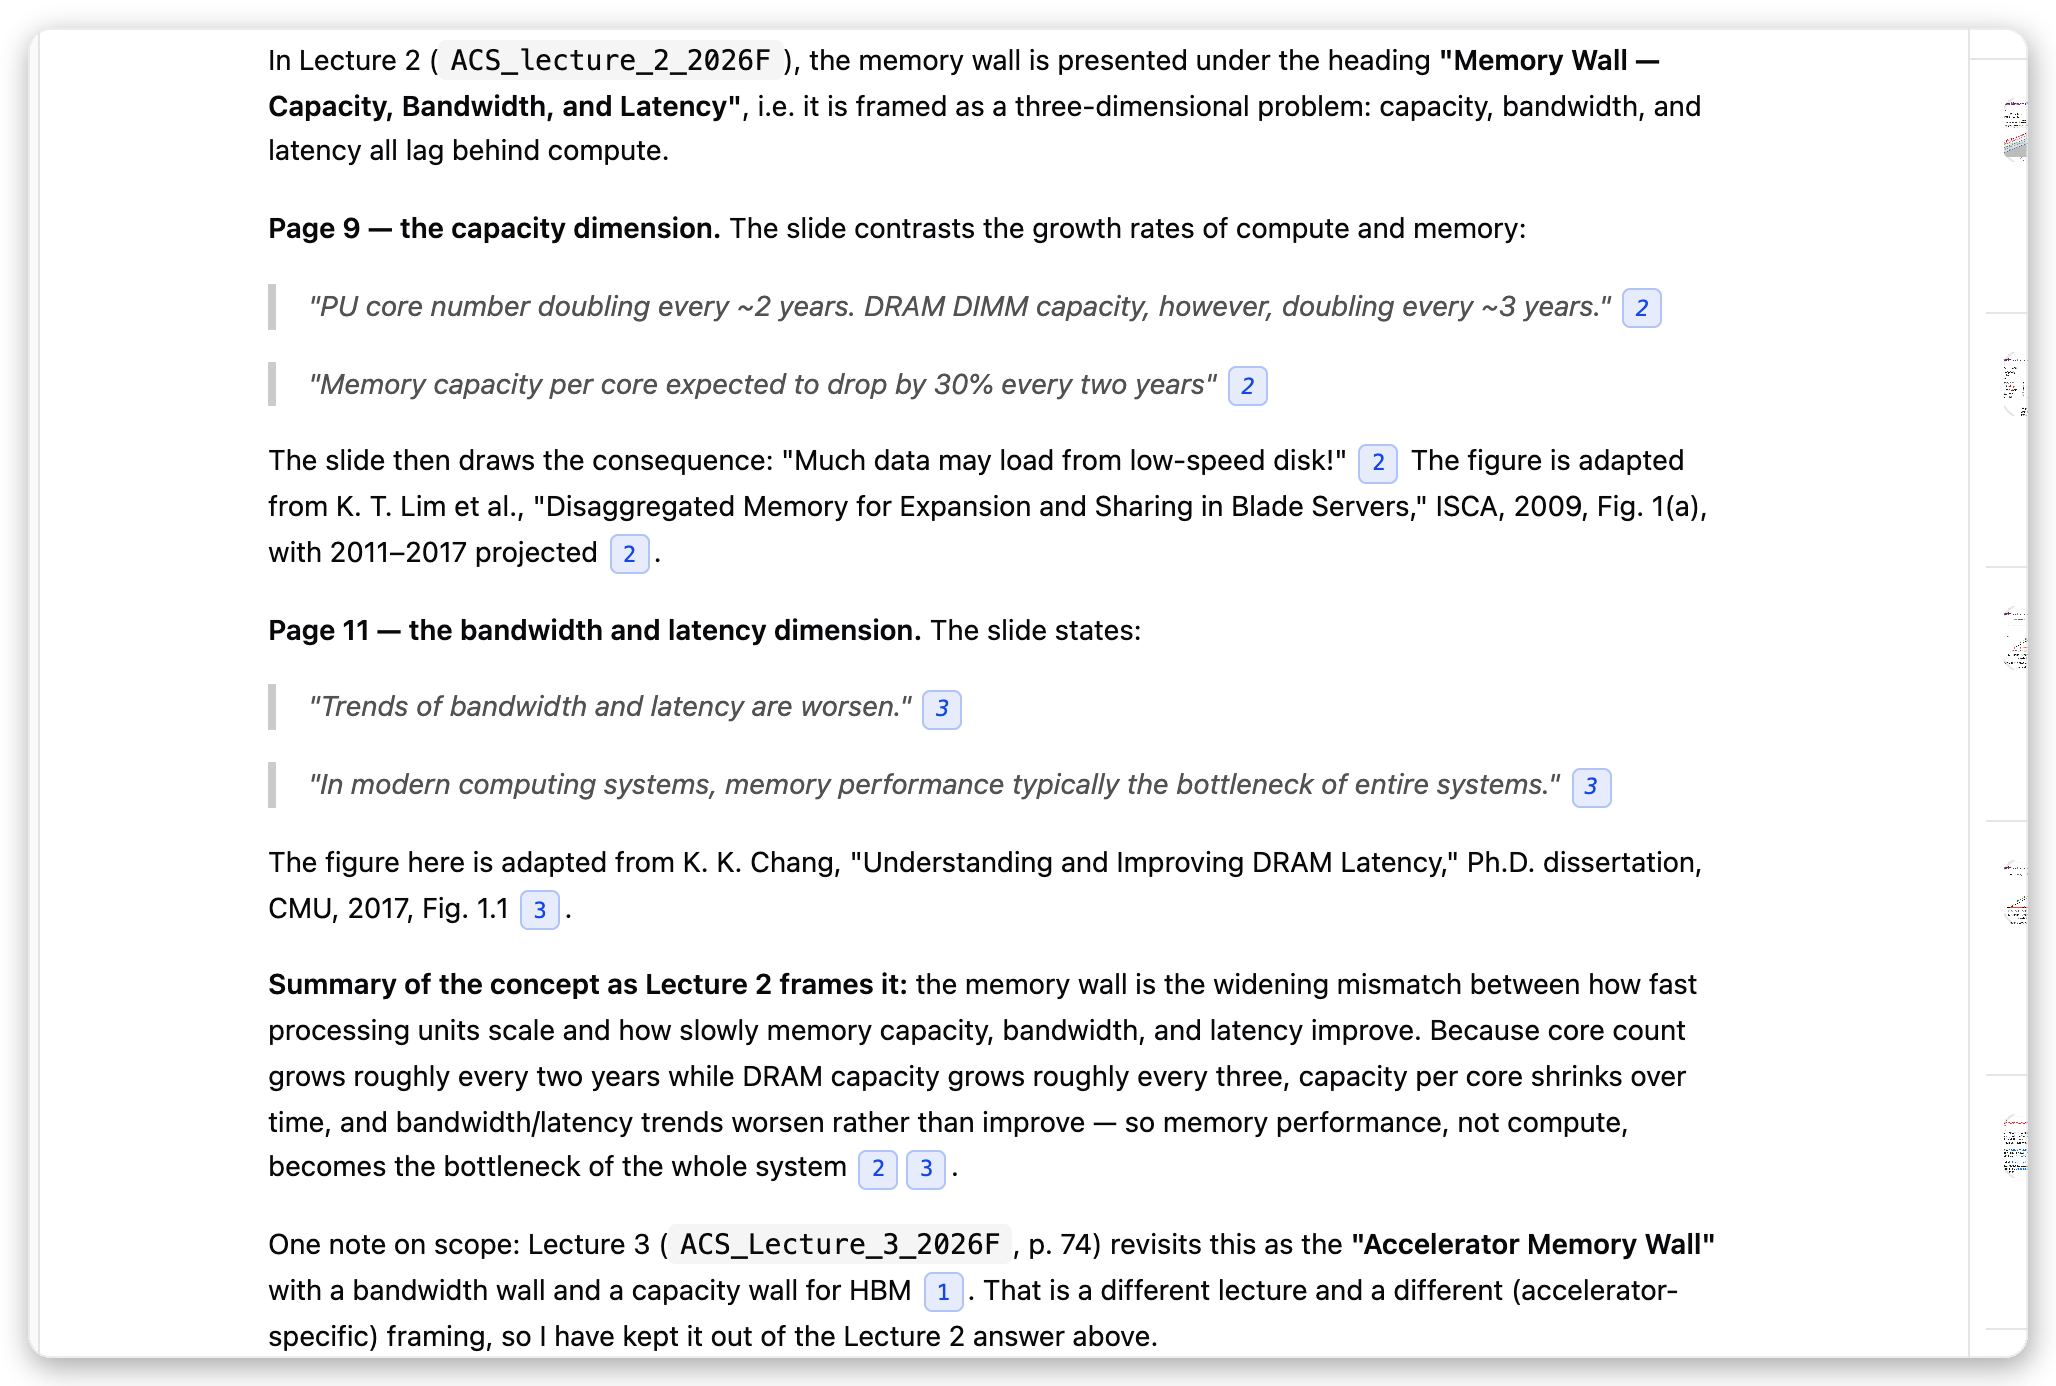 In Lecture 2 ( ACS_lecture_2_2026F ), the memory wall is presented under the heading "Memory Wall —
Capacity, Bandwidth, and Latency", i.e. it is framed as a three-dimensional problem: capacity, bandwidth, and
latency all lag behind compute.
Page 9 — the capacity dimension. The slide contrasts the growth rates of compute and memory:
"PU core number doubling every ~2 years. DRAM DIMM capacity, however, doubling every ~3 years." 2
"Memory capacity per core expected to drop by 30% every two years" 2
The slide then draws the consequence: "Much data may load from low-speed disk!" 2 The figure is adapted
from K. T. Lim et al., "Disaggregated Memory for Expansion and Sharing in Blade Servers," ISCA, 2009, Fig. 1(a),
with 2011–2017 projected 2 .
Page 11 — the bandwidth and latency dimension. The slide states:
"Trends of bandwidth and latency are worsen." 3
"In modern computing systems, memory performance typically the bottleneck of entire systems." 3
The figure here is adapted from K. K. Chang, "Understanding and Improving DRAM Latency," Ph.D. dissertation,
CMU, 2017, Fig. 1.1 3 .
Summary of the concept as Lecture 2 frames it: the memory wall is the widening mismatch between how fast
processing units scale and how slowly memory capacity, bandwidth, and latency improve. Because core count
grows roughly every two years while DRAM capacity grows roughly every three, capacity per core shrinks over
time, and bandwidth/latency trends worsen rather than improve — so memory performance, not compute,
becomes the bottleneck of the whole system 2 3 .
One note on scope: Lecture 3 ( ACS_Lecture_3_2026F , p. 74) revisits this as the "Accelerator Memory Wall"
with a bandwidth wall and a capacity wall for HBM 1 . That is a different lecture and a different (accelerator-
specific) framing, so I have kept it out of the Lecture 2 answer above.